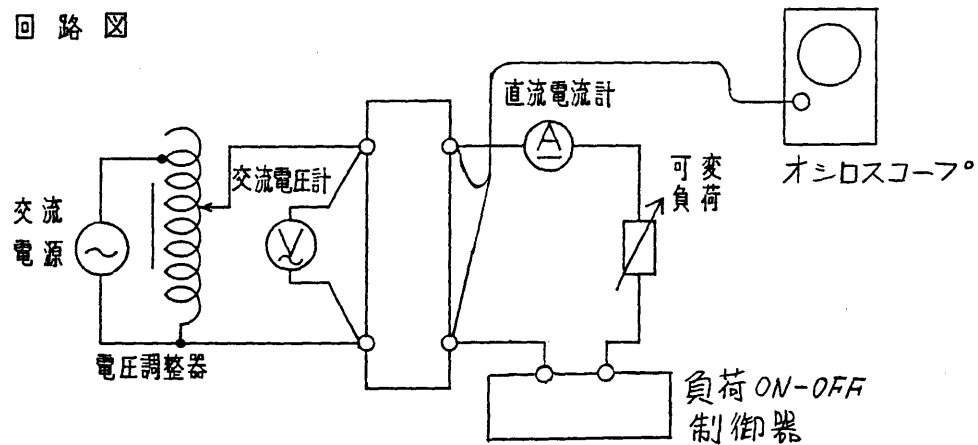 回路図
直流電流計
オシロスコープ
交流電圧計
可変
負荷
交流
電源
V
A
電圧調整器
負荷ON-OFF
制御器